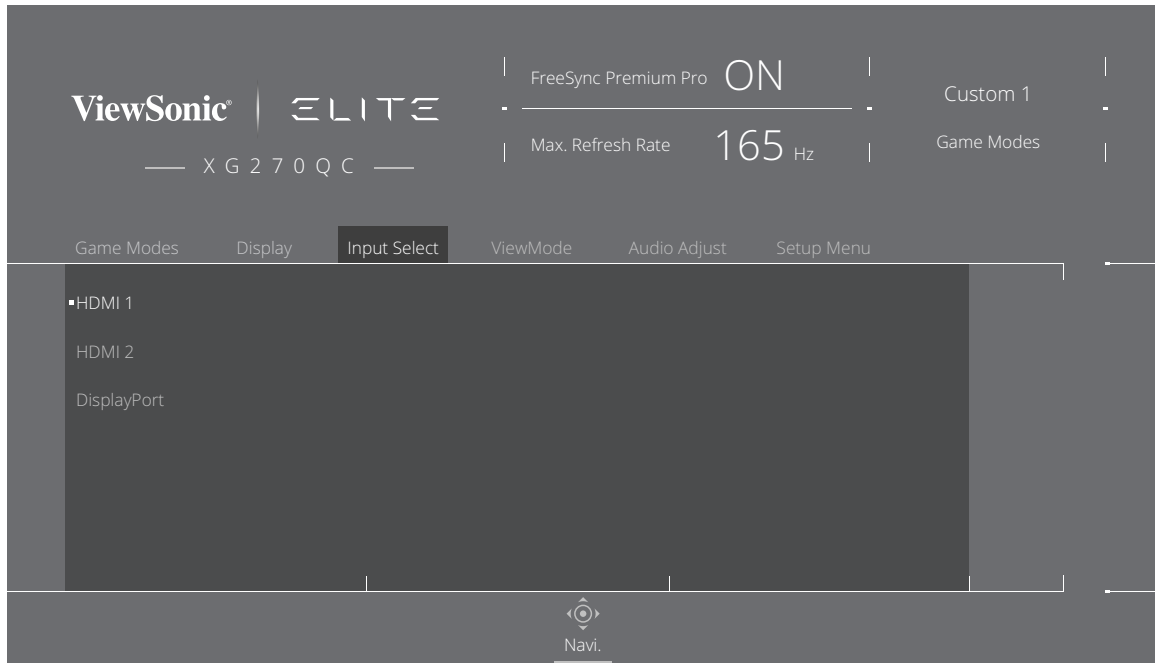 ViewSonic® ELITE
XG270QC
FreeSync Premium Pro ON
Max. Refresh Rate 165 Hz
Custom 1
Game Modes
Game Modes Display Input Select ViewMode Audio Adjust Setup Menu
HDMI 1
HDMI 2
DisplayPort
Navi.